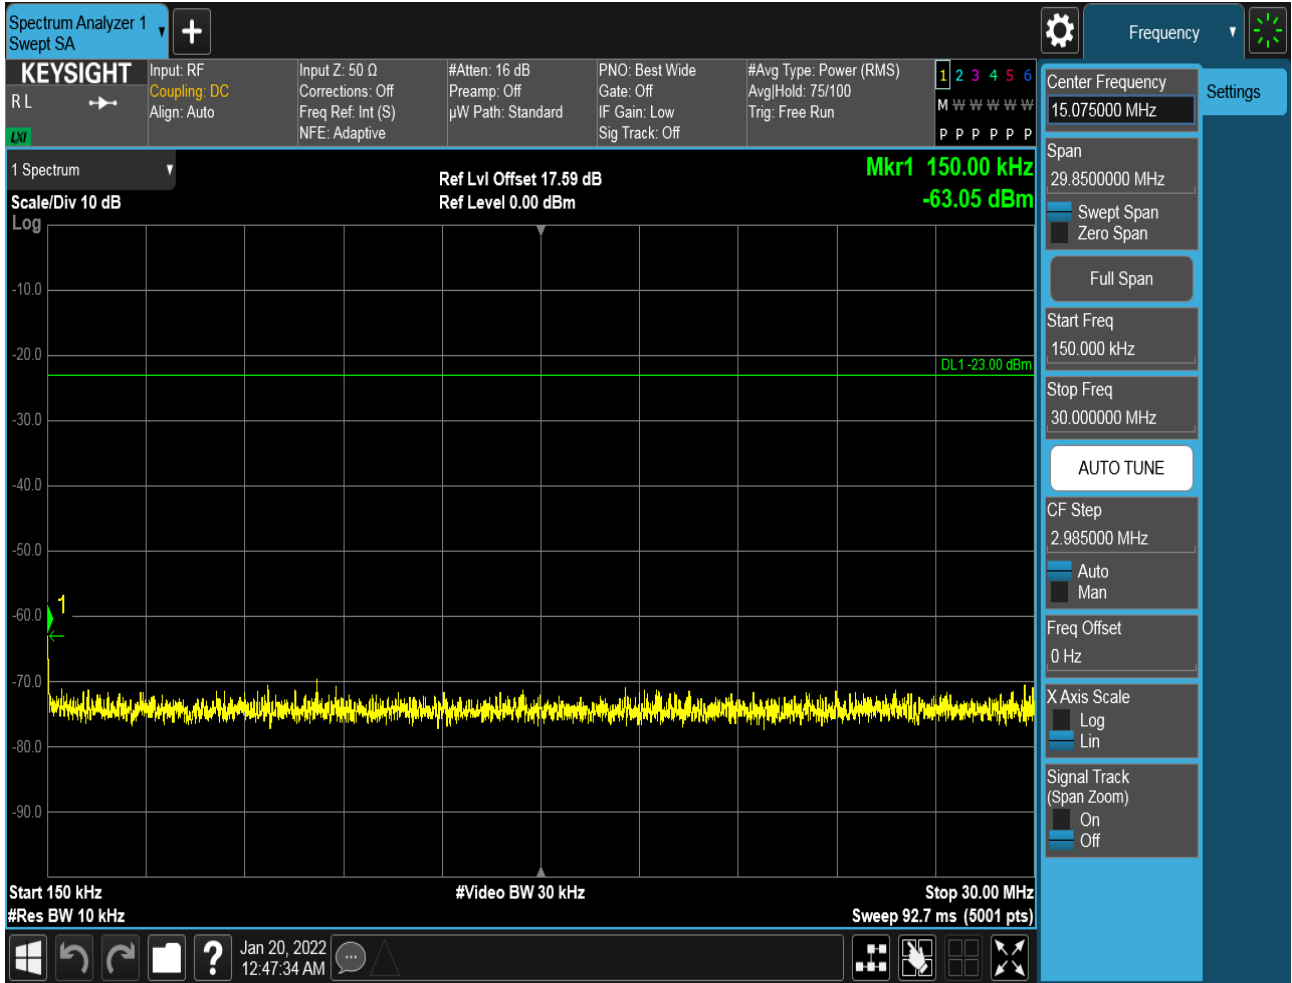 Spectrum Analyzer 1
Swept SA
Frequency
KEYSIGHT
R L
LXI
Input: RF
Coupling: DC
Align: Auto
Input Z: 50 Ω
Corrections: Off
Freq Ref: Int (S)
NFE: Adaptive
#Atten: 16 dB
Preamp: Off
µW Path: Standard
PNO: Best Wide
Gate: Off
IF Gain: Low
Sig Track: Off
#Avg Type: Power (RMS)
Avg|Hold: 75/100
Trig: Free Run
1 2 3 4 5 6
M W W W W W
P P P P P P
1 Spectrum
Scale/Div 10 dB
Log
Ref Lvl Offset 17.59 dB
Ref Level 0.00 dBm
Mkr1 150.00 kHz
-63.05 dBm
-10.0
-20.0
DL1 -23.00 dBm
-30.0
-40.0
-50.0
1
-60.0
-70.0
-80.0
-90.0
Start 150 kHz
#Res BW 10 kHz
#Video BW 30 kHz
Stop 30.00 MHz
Sweep 92.7 ms (5001 pts)
?
Jan 20, 2022
12:47:34 AM
Center Frequency
15.075000 MHz
Settings
Span
29.8500000 MHz
Swept Span
Zero Span
Full Span
Start Freq
150.000 kHz
Stop Freq
30.000000 MHz
AUTO TUNE
CF Step
2.985000 MHz
Auto
Man
Freq Offset
0 Hz
X Axis Scale
Log
Lin
Signal Track
(Span Zoom)
On
Off